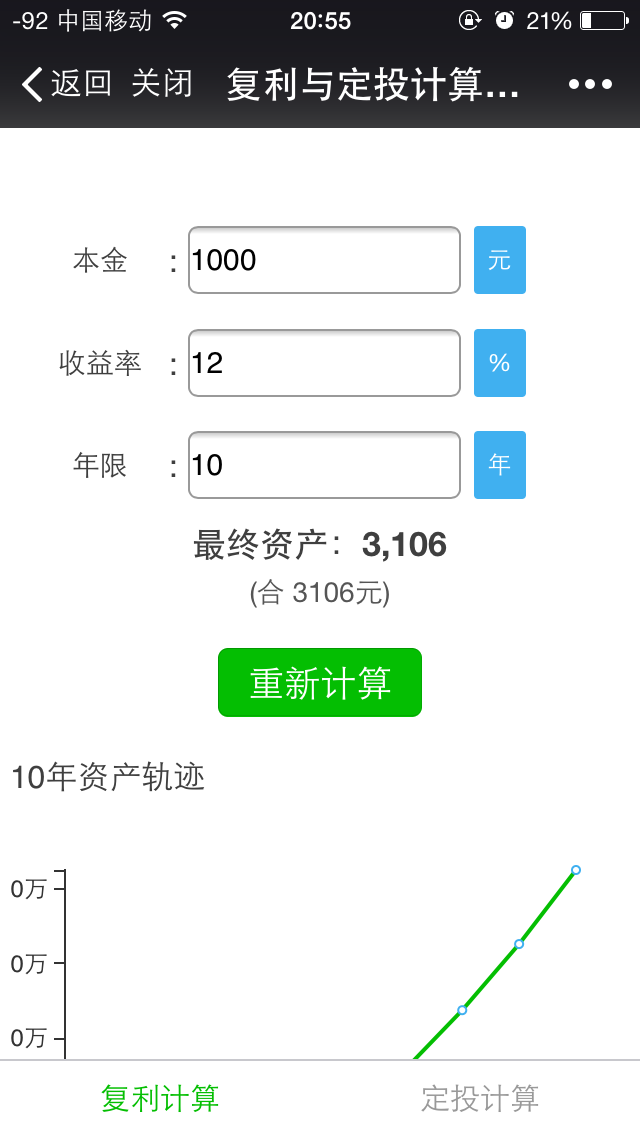 -92 中国移动 20:55 21%
返回 关闭 复利与定投计算...
本金 : 1000 元
收益率 : 12 %
年限 : 10 年
最终资产: 3,106
(合 3106元)
重新计算
10年资产轨迹
0万
0万
0万
复利计算 定投计算